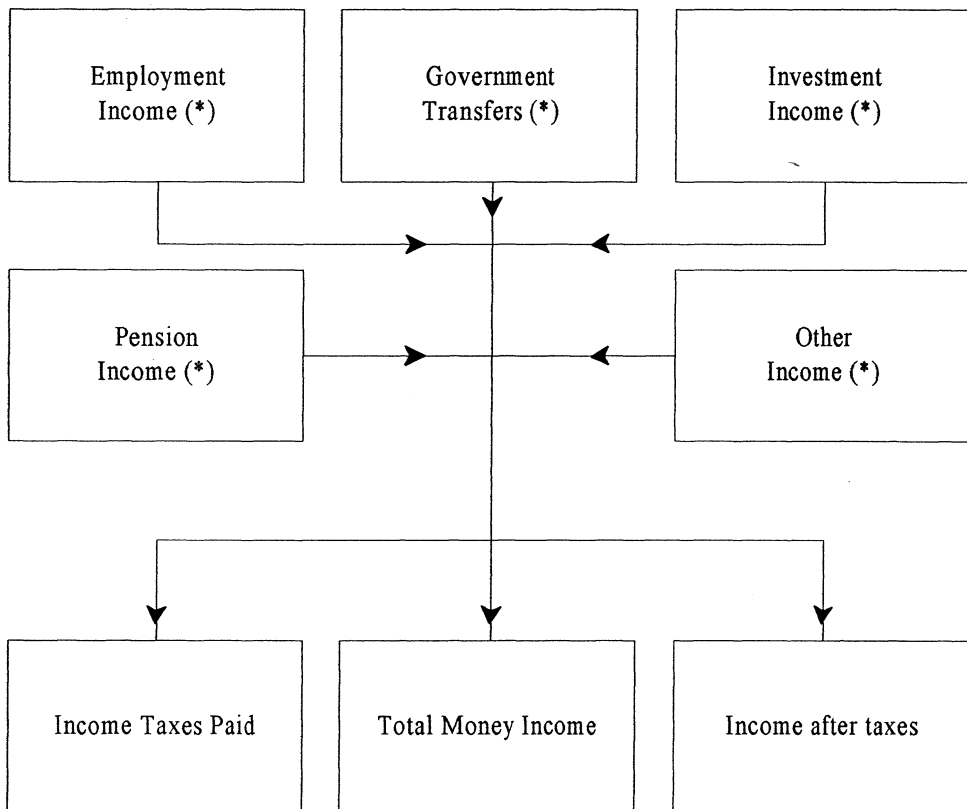 Employment
Income (*)
Government
Transfers (*)
Investment
Income (*)
Pension
Income (*)
Other
Income (*)
Income Taxes Paid
Total Money Income
Income after taxes